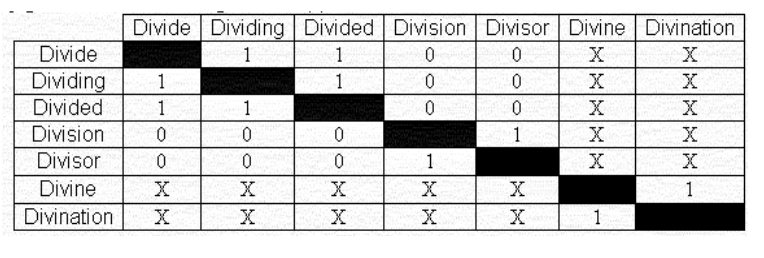 Divide Dividing Divided Division Divisor Divine Divination
Divide 1 1 0 0 X X
Dividing 1 1 0 0 X X
Divided 1 1 0 0 X X
Division 0 0 0 1 X X
Divisor 0 0 0 1 X X
Divine X X X X X 1
Divination X X X X X 1